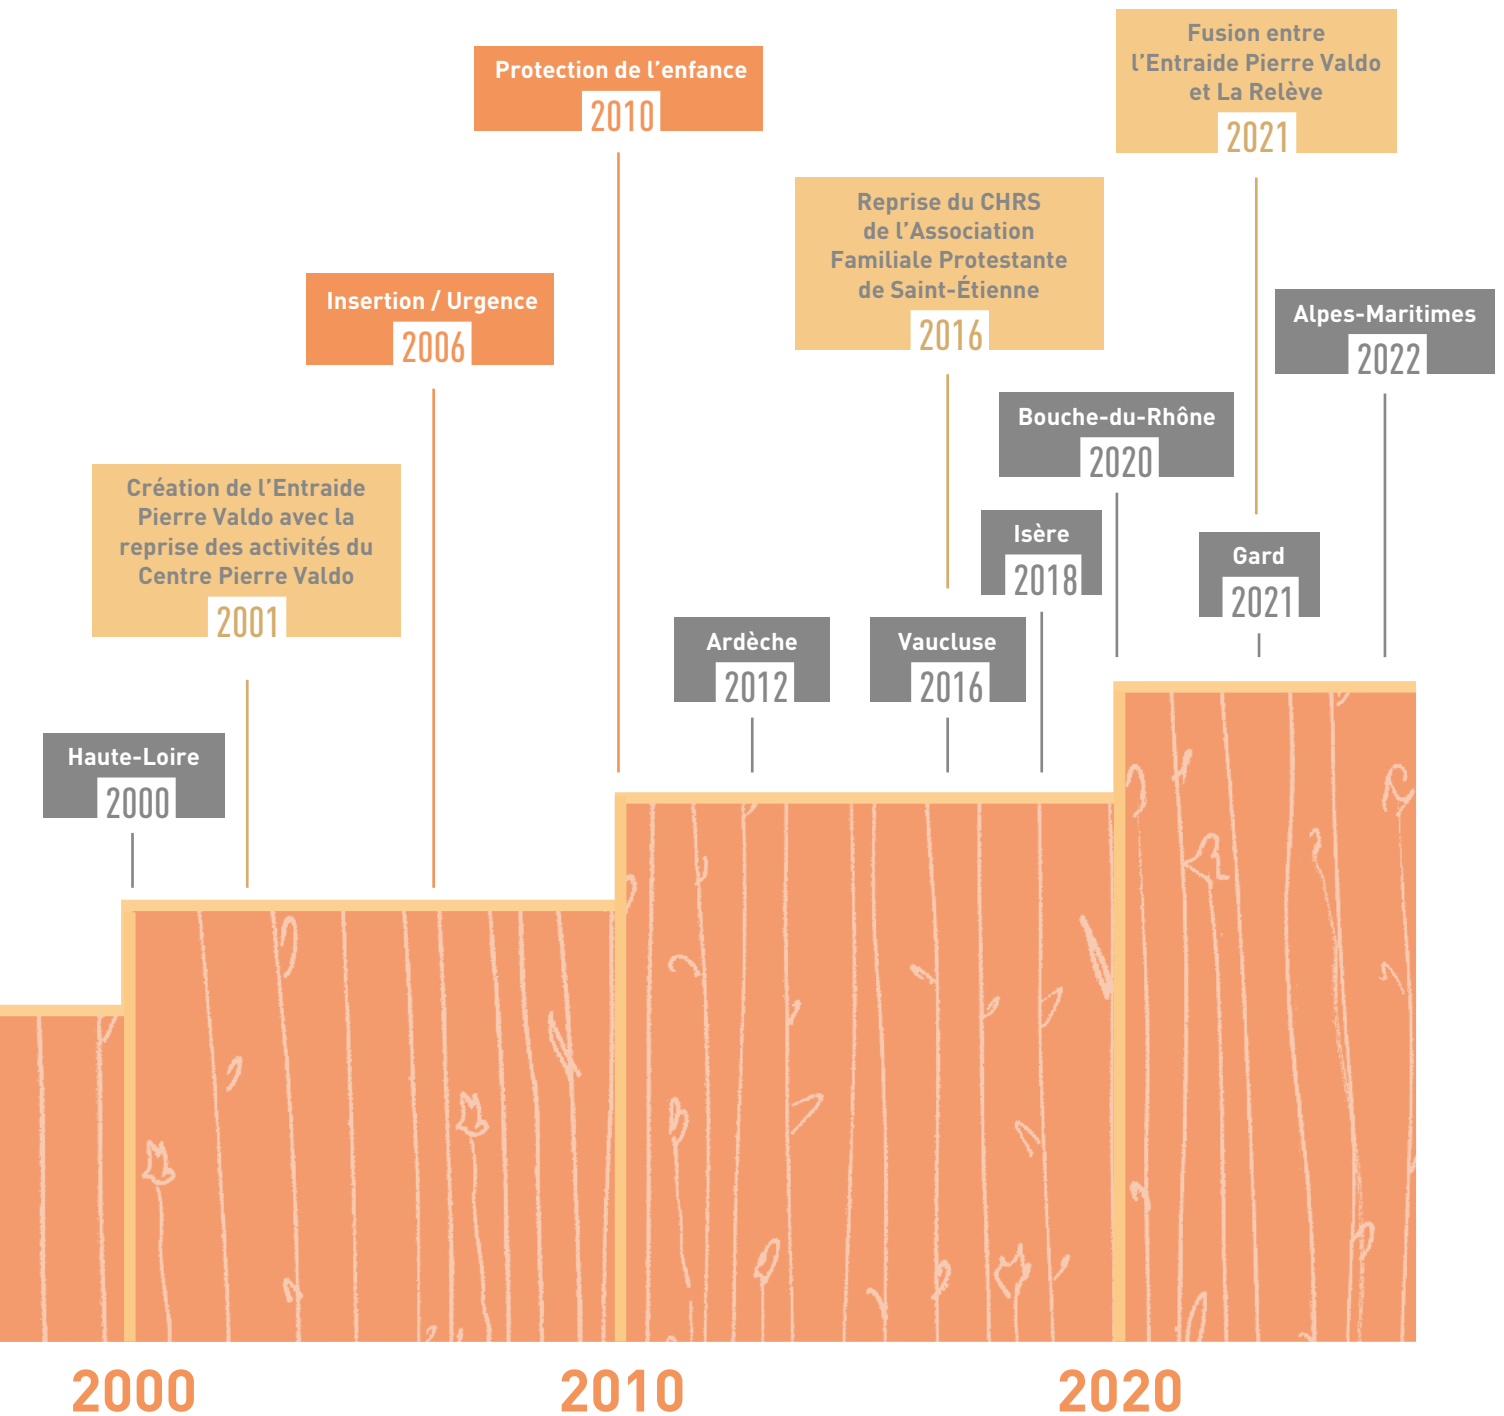 Fusion entre
l’Entraide Pierre Valdo
et La Relève
2021
Protection de l’enfance
2010
Reprise du CHRS
de l’Association
Familiale Protestante
de Saint-Étienne
2016
Insertion / Urgence
2006
Alpes-Maritimes
2022
Bouche-du-Rhône
2020
Création de l’Entraide
Pierre Valdo avec la
reprise des activités du
Centre Pierre Valdo
2001
Isère
2018
Gard
2021
Ardèche
2012
Vaucluse
2016
Haute-Loire
2000
2000
2010
2020